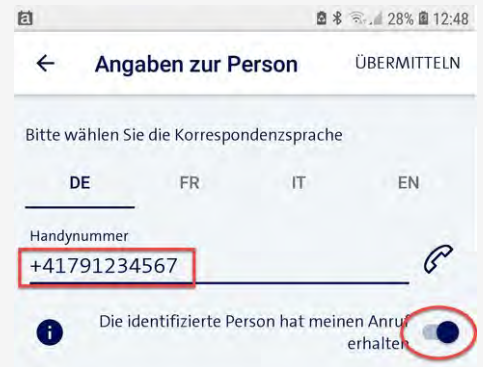 28% 12:48
Angaben zur Person ÜBERMITTELN
Bitte wählen Sie die Korrespondenzsprache
DE FR IT EN
Handynummer
+41791234567
Die identifizierte Person hat meinen Anruf
erhalten